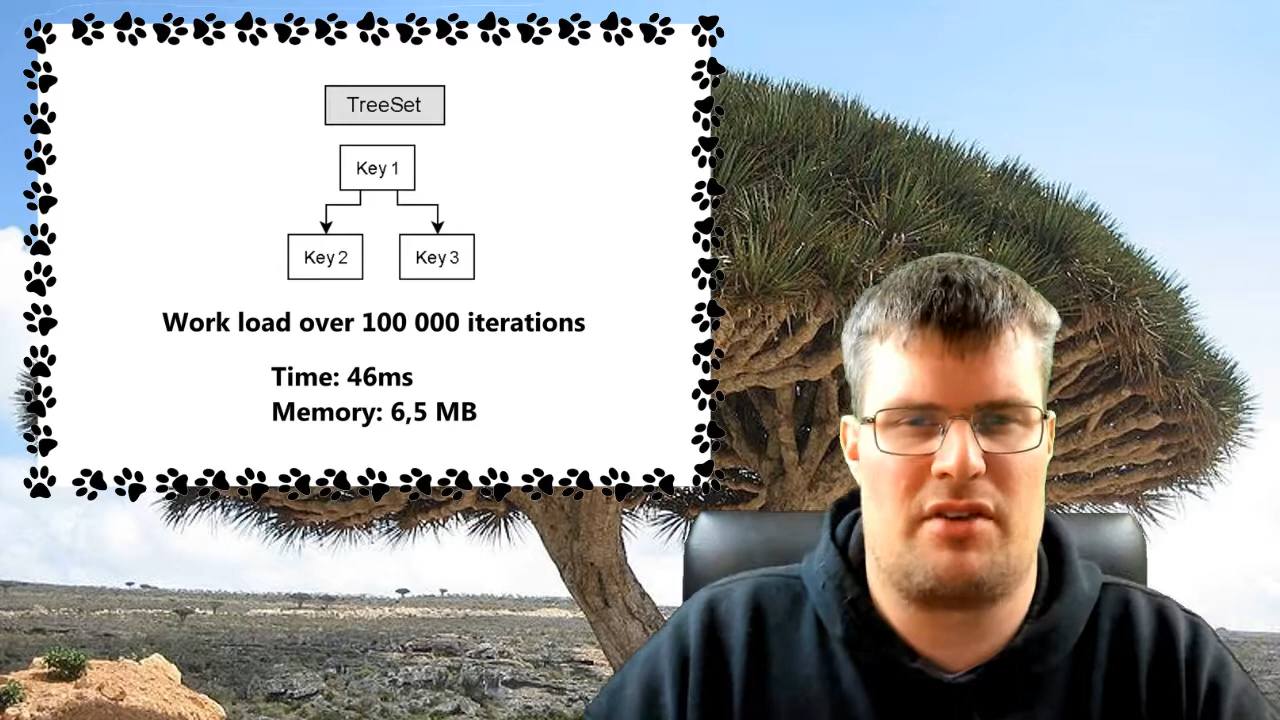 TreeSet
Key 1
Key 2
Key 3
Work load over 100 000 iterations
Time: 46ms
Memory: 6,5 MB